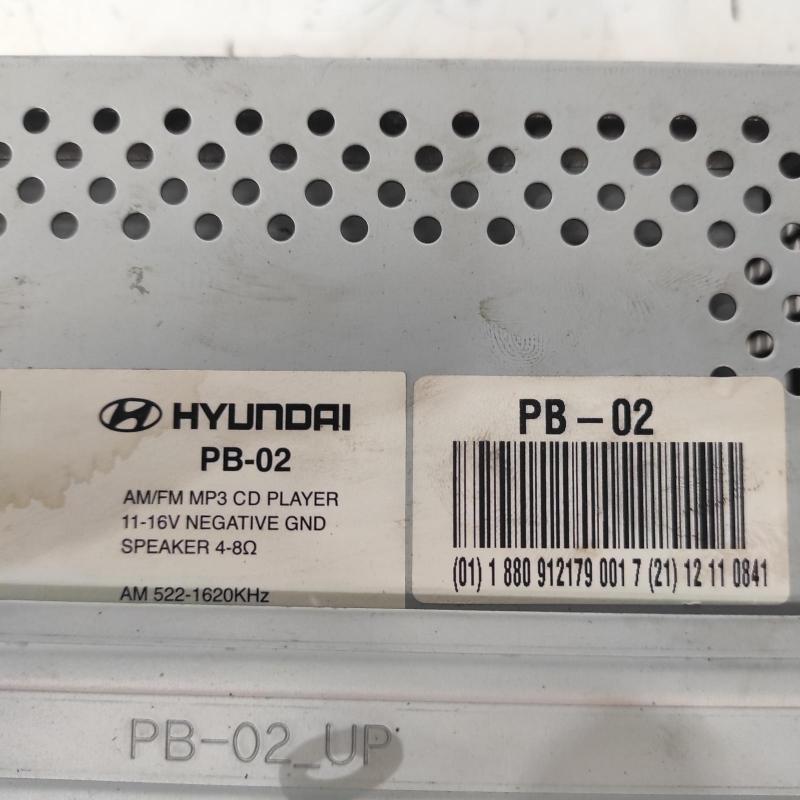 HYUNDAI
PB-02
AM/FM MP3 CD PLAYER
11-16V NEGATIVE GND
SPEAKER 4-8Ω
AM 522-1620KHz
PB-02
(01) 1 880 912179 001 7 (21) 12 11 0841
PB-02_UP